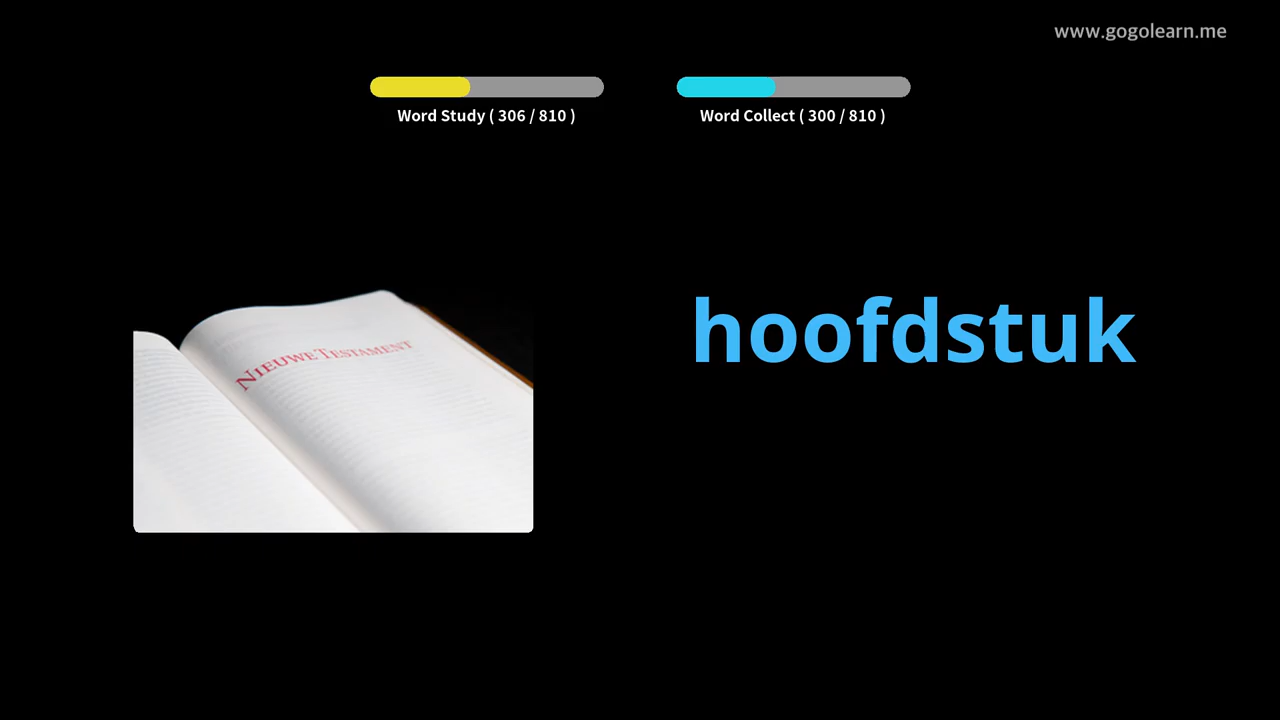 www.gogolearn.me
Word Study ( 306 / 810 )
Word Collect ( 300 / 810 )
NIEUWE TESTAMENT
hoofdstuk